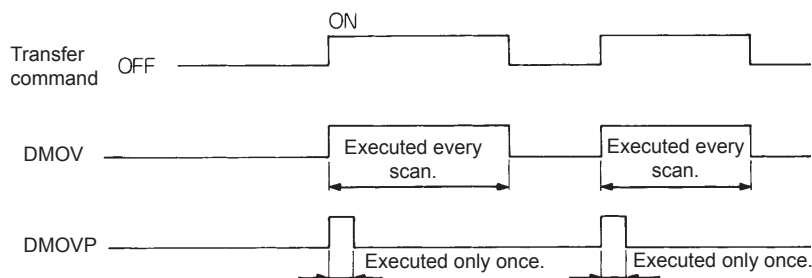 ON
Transfer
command
OFF
DMOV
Executed every
scan.
Executed every
scan.
DMOVP
Executed only once.
Executed only once.